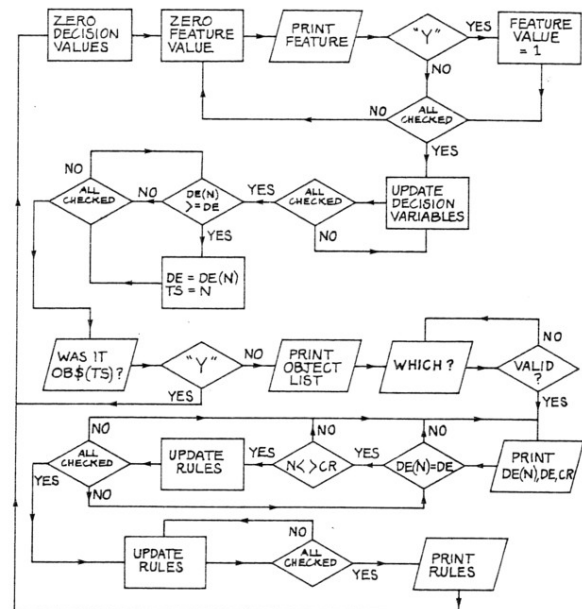 ZERO
DECISION
VALUES
ZERO
FEATURE
VALUE
PRINT
FEATURE
"Y"
YES
FEATURE
VALUE
= 1
NO
NO
ALL
CHECKED
YES
NO
ALL
CHECKED
NO
DE(N)
>=DE
YES
ALL
CHECKED
UPDATE
DECISION
VARIABLES
NO
YES
DE = DE(N)
TS = N
WAS IT
OB$(TS)?
"Y"
NO
PRINT
OBJECT
LIST
WHICH?
NO
VALID
?
YES
YES
NO
NO
NO
ALL
CHECKED
UPDATE
RULES
YES
N<>CR
YES
DE(N)=DE
PRINT
DE(N),DE,CR
YES
NO
NO
UPDATE
RULES
NO
ALL
CHECKED
YES
PRINT
RULES